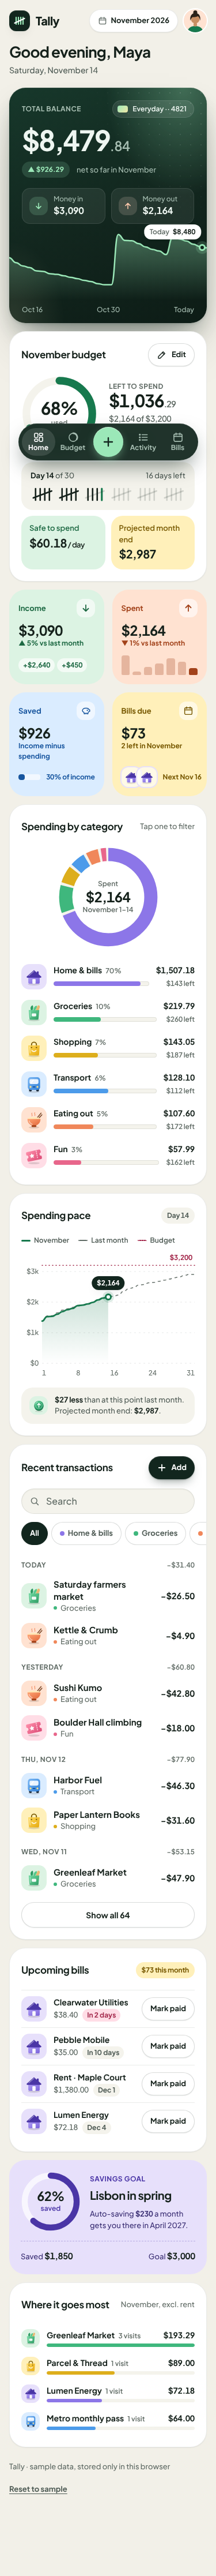 Tally
November 2026
Good evening, Maya
Saturday, November 14
TOTAL BALANCE
Everyday ·· 4821
$8,479.84
▲ $926.29 net so far in November
Money in
$3,090
Money out
$2,164
Today $8,480
Oct 16 Oct 30 Today
November budget
Edit
68%
used
LEFT TO SPEND
$1,036.29
$2,164 of $3,200
Home Budget Activity Bills
Day 14 of 30 16 days left
Safe to spend
$60.18 / day
Projected month end
$2,987
Income
$3,090
▲ 5% vs last month
+$2,640 +$450
Spent
$2,164
▼ 1% vs last month
Saved
$926
Income minus spending
30% of income
Bills due
$73
2 left in November
Next Nov 16
Spending by category Tap one to filter
Spent
$2,164
November 1–14
Home & bills 70% $1,507.18
$143 left
Groceries 10% $219.79
$260 left
Shopping 7% $143.05
$187 left
Transport 6% $128.10
$112 left
Eating out 5% $107.60
$172 left
Fun 3% $57.99
$162 left
Spending pace Day 14
November Last month Budget
$3,200
$3k
$2,164
$2k
$1k
$0
1 8 16 24 31
$27 less than at this point last month.
Projected month end: $2,987.
Recent transactions
Add
Search
All Home & bills Groceries
TODAY −$31.40
Saturday farmers market −$26.50
Groceries
Kettle & Crumb −$4.90
Eating out
YESTERDAY −$60.80
Sushi Kumo −$42.80
Eating out
Boulder Hall climbing −$18.00
Fun
THU, NOV 12 −$77.90
Harbor Fuel −$46.30
Transport
Paper Lantern Books −$31.60
Shopping
WED, NOV 11 −$53.15
Greenleaf Market −$47.90
Groceries
Show all 64
Upcoming bills $73 this month
Clearwater Utilities
$38.40 In 2 days
Mark paid
Pebble Mobile
$35.00 In 10 days
Mark paid
Rent · Maple Court
$1,380.00 Dec 1
Mark paid
Lumen Energy
$72.18 Dec 4
Mark paid
62%
saved
SAVINGS GOAL
Lisbon in spring
Auto-saving $230 a month
gets you there in April 2027.
Saved $1,850 Goal $3,000
Where it goes most November, excl. rent
Greenleaf Market 3 visits $193.29
Parcel & Thread 1 visit $89.00
Lumen Energy 1 visit $72.18
Metro monthly pass 1 visit $64.00
Tally · sample data, stored only in this browser
Reset to sample